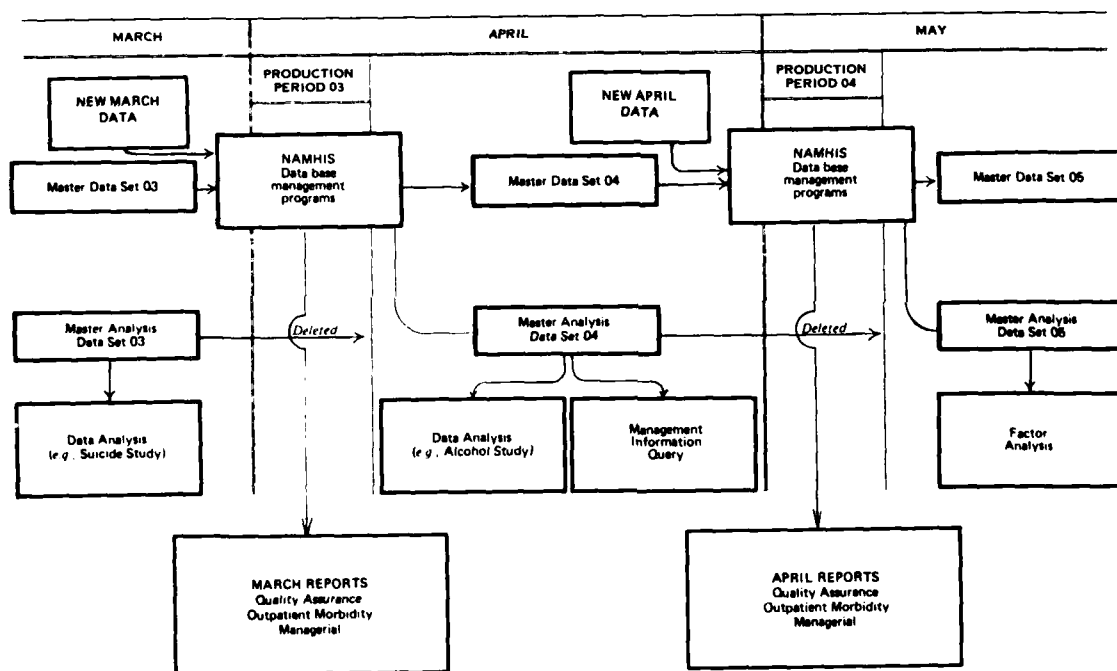 MARCH
APRIL
MAY
PRODUCTION
PERIOD 03
PRODUCTION
PERIOD 04
NEW MARCH
DATA
NEW APRIL
DATA
NAMHIS
Data base
management
programs
NAMHIS
Data base
management
programs
Master Data Set 03
Master Data Set 04
Master Data Set 05
Deleted
Deleted
Master Analysis
Data Set 03
Master Analysis
Data Set 04
Master Analysis
Data Set 05
Data Analysis
(e.g., Suicide Study)
Data Analysis
(e.g., Alcohol Study)
Management
Information
Query
Factor
Analysis
MARCH REPORTS
Quality Assurance
Outpatient Morbidity
Managerial
APRIL REPORTS
Quality Assurance
Outpatient Morbidity
Managerial